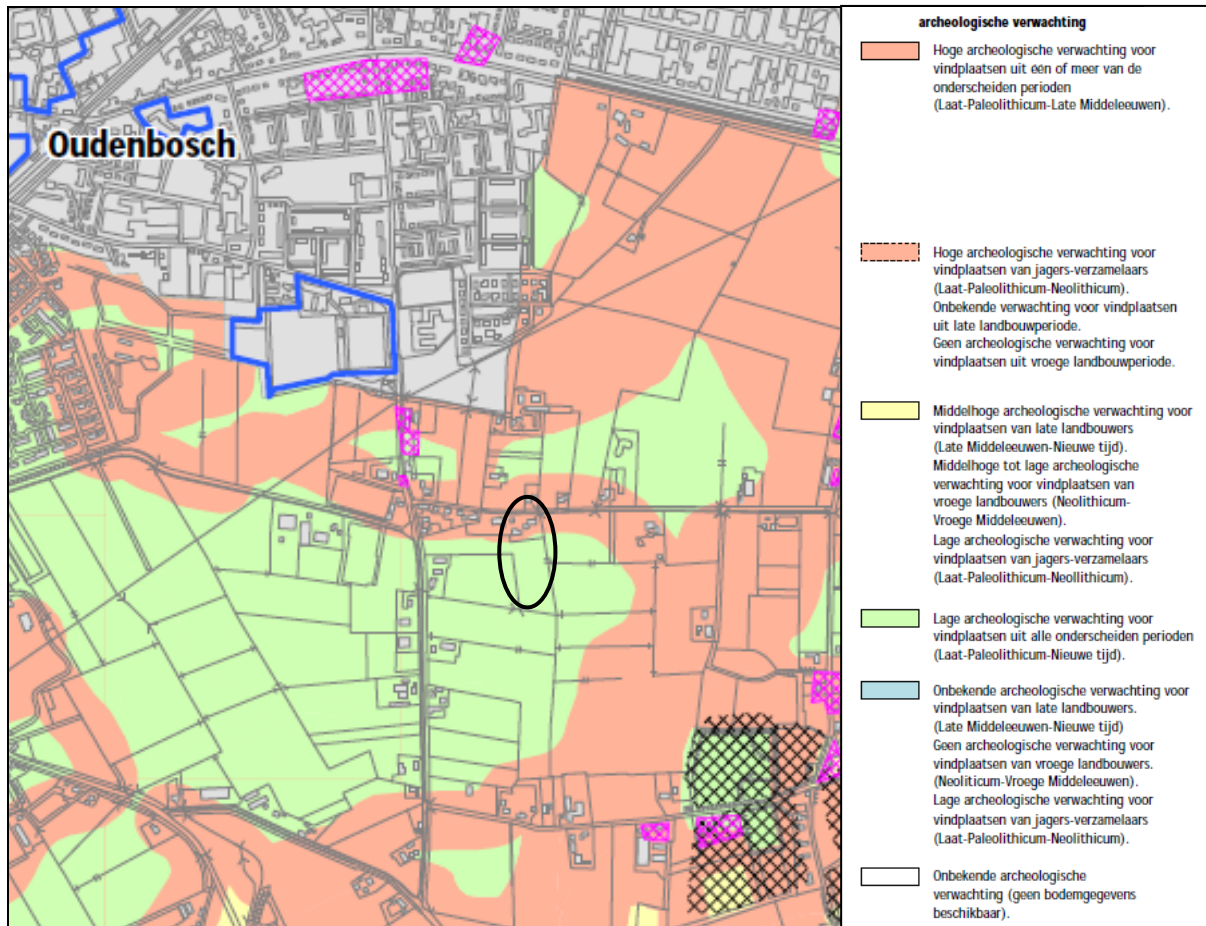 Oudenbosch
archeologische verwachting
Hoge archeologische verwachting voor
vindplaatsen uit één of meer van de
onderscheiden perioden
(Laat-Paleolithicum-Late Middeleeuwen).
Hoge archeologische verwachting voor
vindplaatsen van jagers-verzamelaars
(Laat-Paleolithicum-Neolithicum).
Onbekende verwachting voor vindplaatsen
uit late landbouwperiode.
Geen archeologische verwachting voor
vindplaatsen uit vroege landbouwperiode.
Middelhoge archeologische verwachting voor
vindplaatsen van late landbouwers
(Late Middeleeuwen-Nieuwe tijd).
Middelhoge tot lage archeologische
verwachting voor vindplaatsen van
vroege landbouwers (Neolithicum-
Vroege Middeleeuwen).
Lage archeologische verwachting voor
vindplaatsen van jagers-verzamelaars
(Laat-Paleolithicum-Neollithicum).
Lage archeologische verwachting voor
vindplaatsen uit alle onderscheiden perioden
(Laat-Paleolithicum-Nieuwe tijd).
Onbekende archeologische verwachting voor
vindplaatsen van late landbouwers.
(Late Middeleeuwen-Nieuwe tijd)
Geen archeologische verwachting voor
vindplaatsen van vroege landbouwers.
(Neoliticum-Vroege Middeleeuwen).
Lage archeologische verwachting voor
vindplaatsen van jagers-verzamelaars
(Laat-Paleolithicum-Neolithicum).
Onbekende archeologische
verwachting (geen bodemgegevens
beschikbaar).